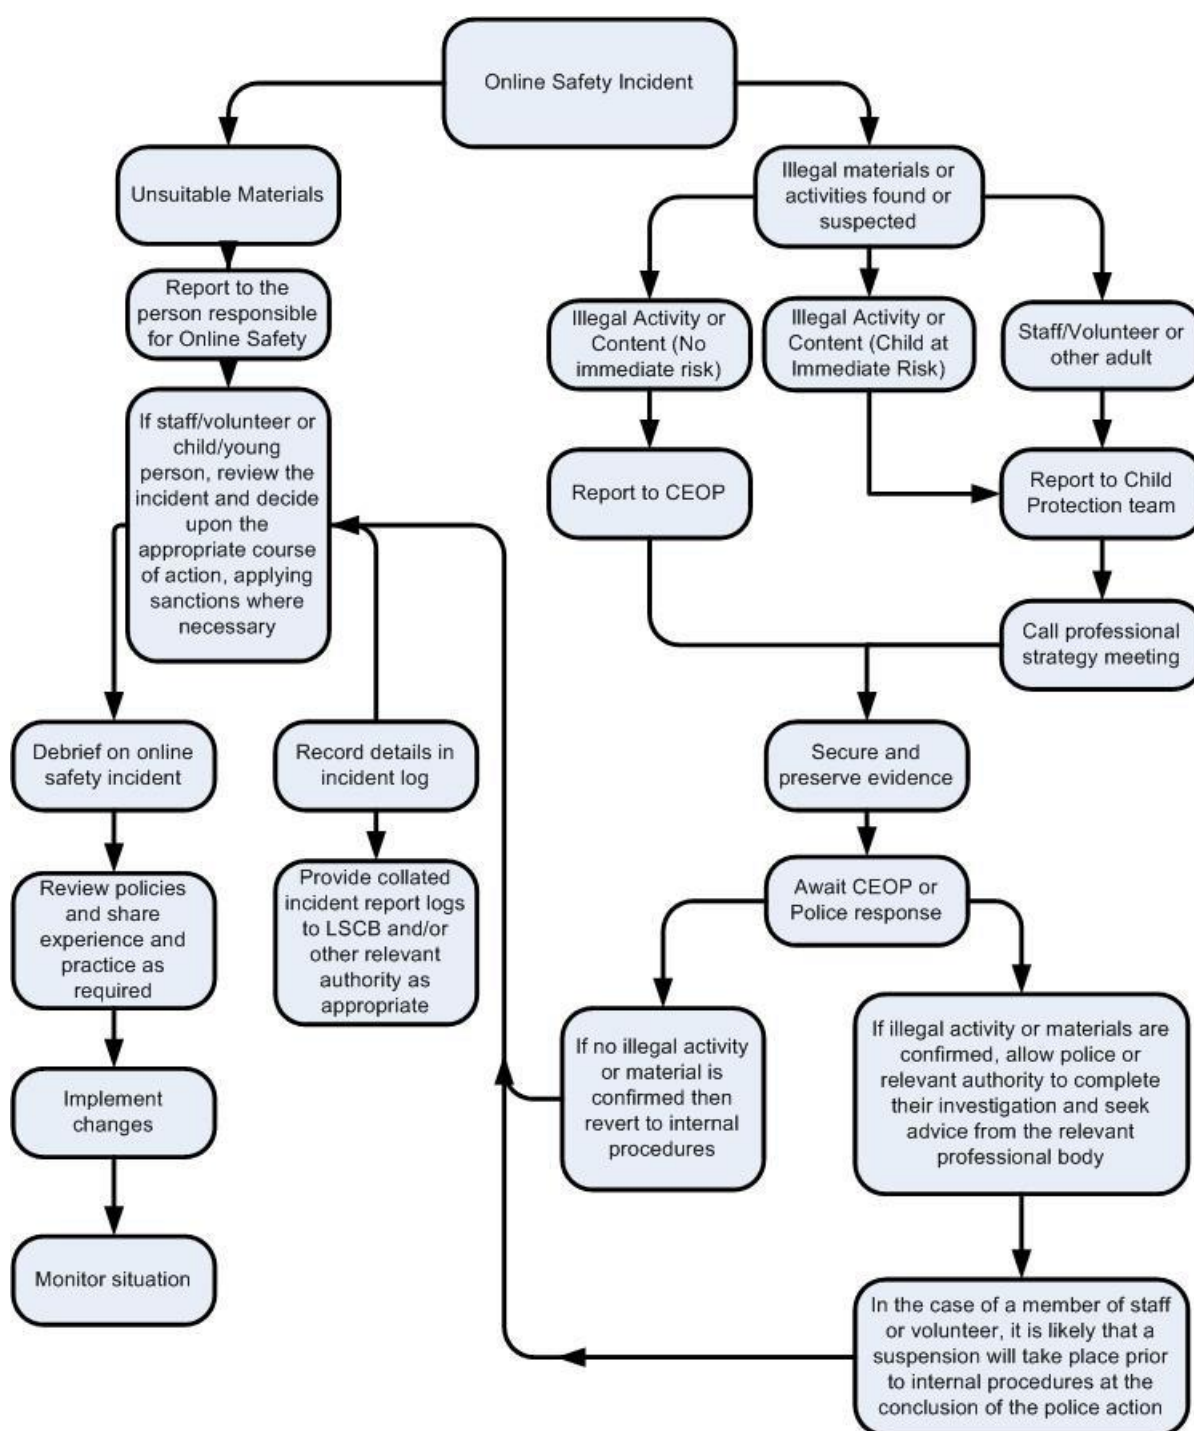 Online Safety Incident
Unsuitable Materials
Illegal materials or
activities found or
suspected
Report to the
person responsible
for Online Safety
Illegal Activity or
Content (No
immediate risk)
Illegal Activity or
Content (Child at
Immediate Risk)
Staff/Volunteer or
other adult
If staff/volunteer or
child/young
person, review the
incident and decide
upon the
appropriate course
of action, applying
sanctions where
necessary
Report to CEOP
Report to Child
Protection team
Call professional
strategy meeting
Debrief on online
safety incident
Record details in
incident log
Secure and
preserve evidence
Review policies
and share
experience and
practice as
required
Provide collated
incident report logs
to LSCB and/or
other relevant
authority as
appropriate
Await CEOP or
Police response
If no illegal activity
or material is
confirmed then
revert to internal
procedures
If illegal activity or materials are
confirmed, allow police or
relevant authority to complete
their investigation and seek
advice from the relevant
professional body
Implement
changes
Monitor situation
In the case of a member of staff
or volunteer, it is likely that a
suspension will take place prior
to internal procedures at the
conclusion of the police action